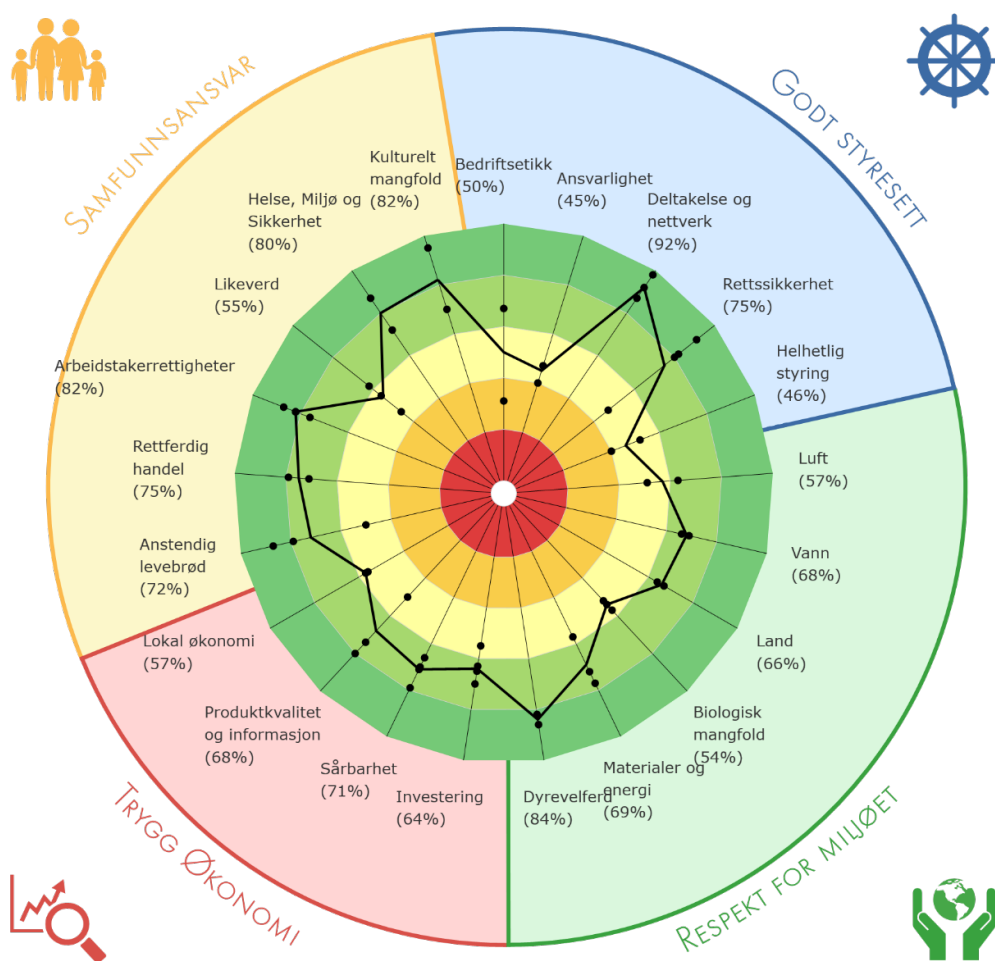 SAMFUNNSANSVAR
GODT STYRESETT
Kulturelt
mangfold
(82%)
Bedriftsetikk
(50%)
Ansvarlighet
(45%)
Deltakelse og
nettverk
(92%)
Rettssikkerhet
(75%)
Helhetlig
styring
(46%)
Luft
(57%)
Vann
(68%)
Land
(66%)
Biologisk
mangfold
(54%)
Materialer og
energi
(69%)
Dyrevelferd
(84%)
Investering
(64%)
Sårbarhet
(71%)
Produktkvalitet
og informasjon
(68%)
Lokal økonomi
(57%)
Anstendig
levebrød
(72%)
Rettferdig
handel
(75%)
Arbeidstakerrettigheter
(82%)
Likeverd
(55%)
Helse, Miljø og
Sikkerhet
(80%)
TRYGG ØKONOMI
RESPEKT FOR MILJØET